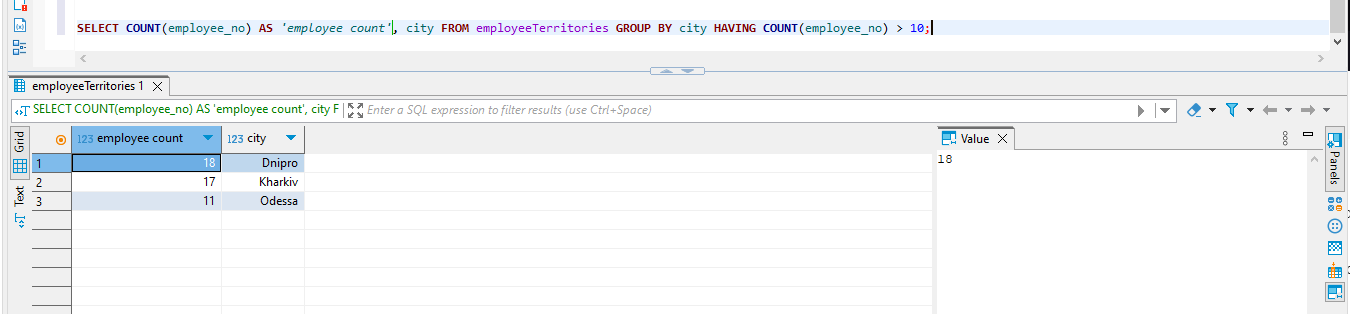 SELECT COUNT(employee_no) AS 'employee count', city FROM employeeTerritories GROUP BY city HAVING COUNT(employee_no) > 10;
employeeTerritories 1
SELECT COUNT(employee_no) AS 'employee count', city F
Enter a SQL expression to filter results (use Ctrl+Space)
Grid
Text
123 employee count
123 city
1 18 Dnipro
2 17 Kharkiv
3 11 Odessa
Value
18
Panels